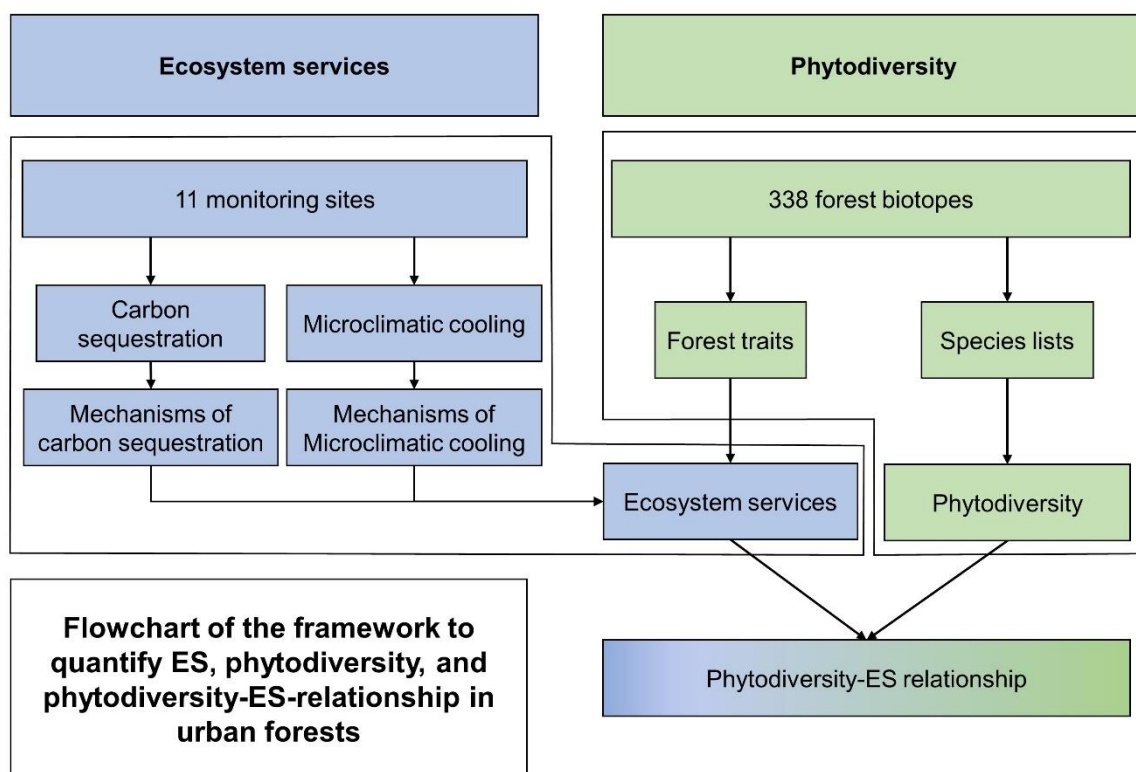 Ecosystem services
Phytodiversity
11 monitoring sites
338 forest biotopes
Carbon
sequestration
Microclimatic cooling
Forest traits
Species lists
Mechanisms of
carbon sequestration
Mechanisms of
Microclimatic cooling
Ecosystem services
Phytodiversity
Flowchart of the framework to
quantify ES, phytodiversity, and
phytodiversity-ES-relationship in
urban forests
Phytodiversity-ES relationship